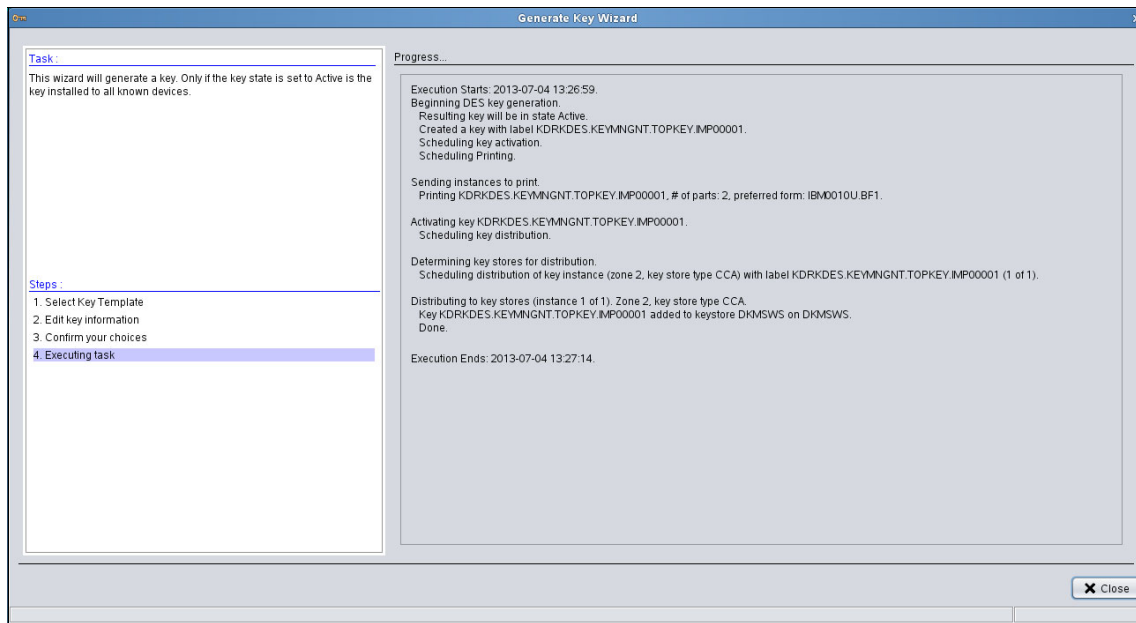 Generate Key Wizard
Task :
This wizard will generate a key. Only if the key state is set to Active is the
key installed to all known devices.
Steps :
1. Select Key Template
2. Edit key information
3. Confirm your choices
4. Executing task
Progress...
Execution Starts: 2013-07-04 13:26:59.
Beginning DES key generation.
Resulting key will be in state Active.
Created a key with label KDRKDES.KEYMNGNT.TOPKEY.IMP00001.
Scheduling key activation.
Scheduling Printing.
Sending instances to print.
Printing KDRKDES.KEYMNGNT.TOPKEY.IMP00001, # of parts: 2, preferred form: IBM0010U.BF1.
Activating key KDRKDES.KEYMNGNT.TOPKEY.IMP00001.
Scheduling key distribution.
Determining key stores for distribution.
Scheduling distribution of key instance (zone 2, key store type CCA) with label KDRKDES.KEYMNGNT.TOPKEY.IMP00001 (1 of 1).
Distributing to key stores (instance 1 of 1). Zone 2, key store type CCA.
Key KDRKDES.KEYMNGNT.TOPKEY.IMP00001 added to keystore DKMSWS on DKMSWS.
Done.
Execution Ends: 2013-07-04 13:27:14.
Close